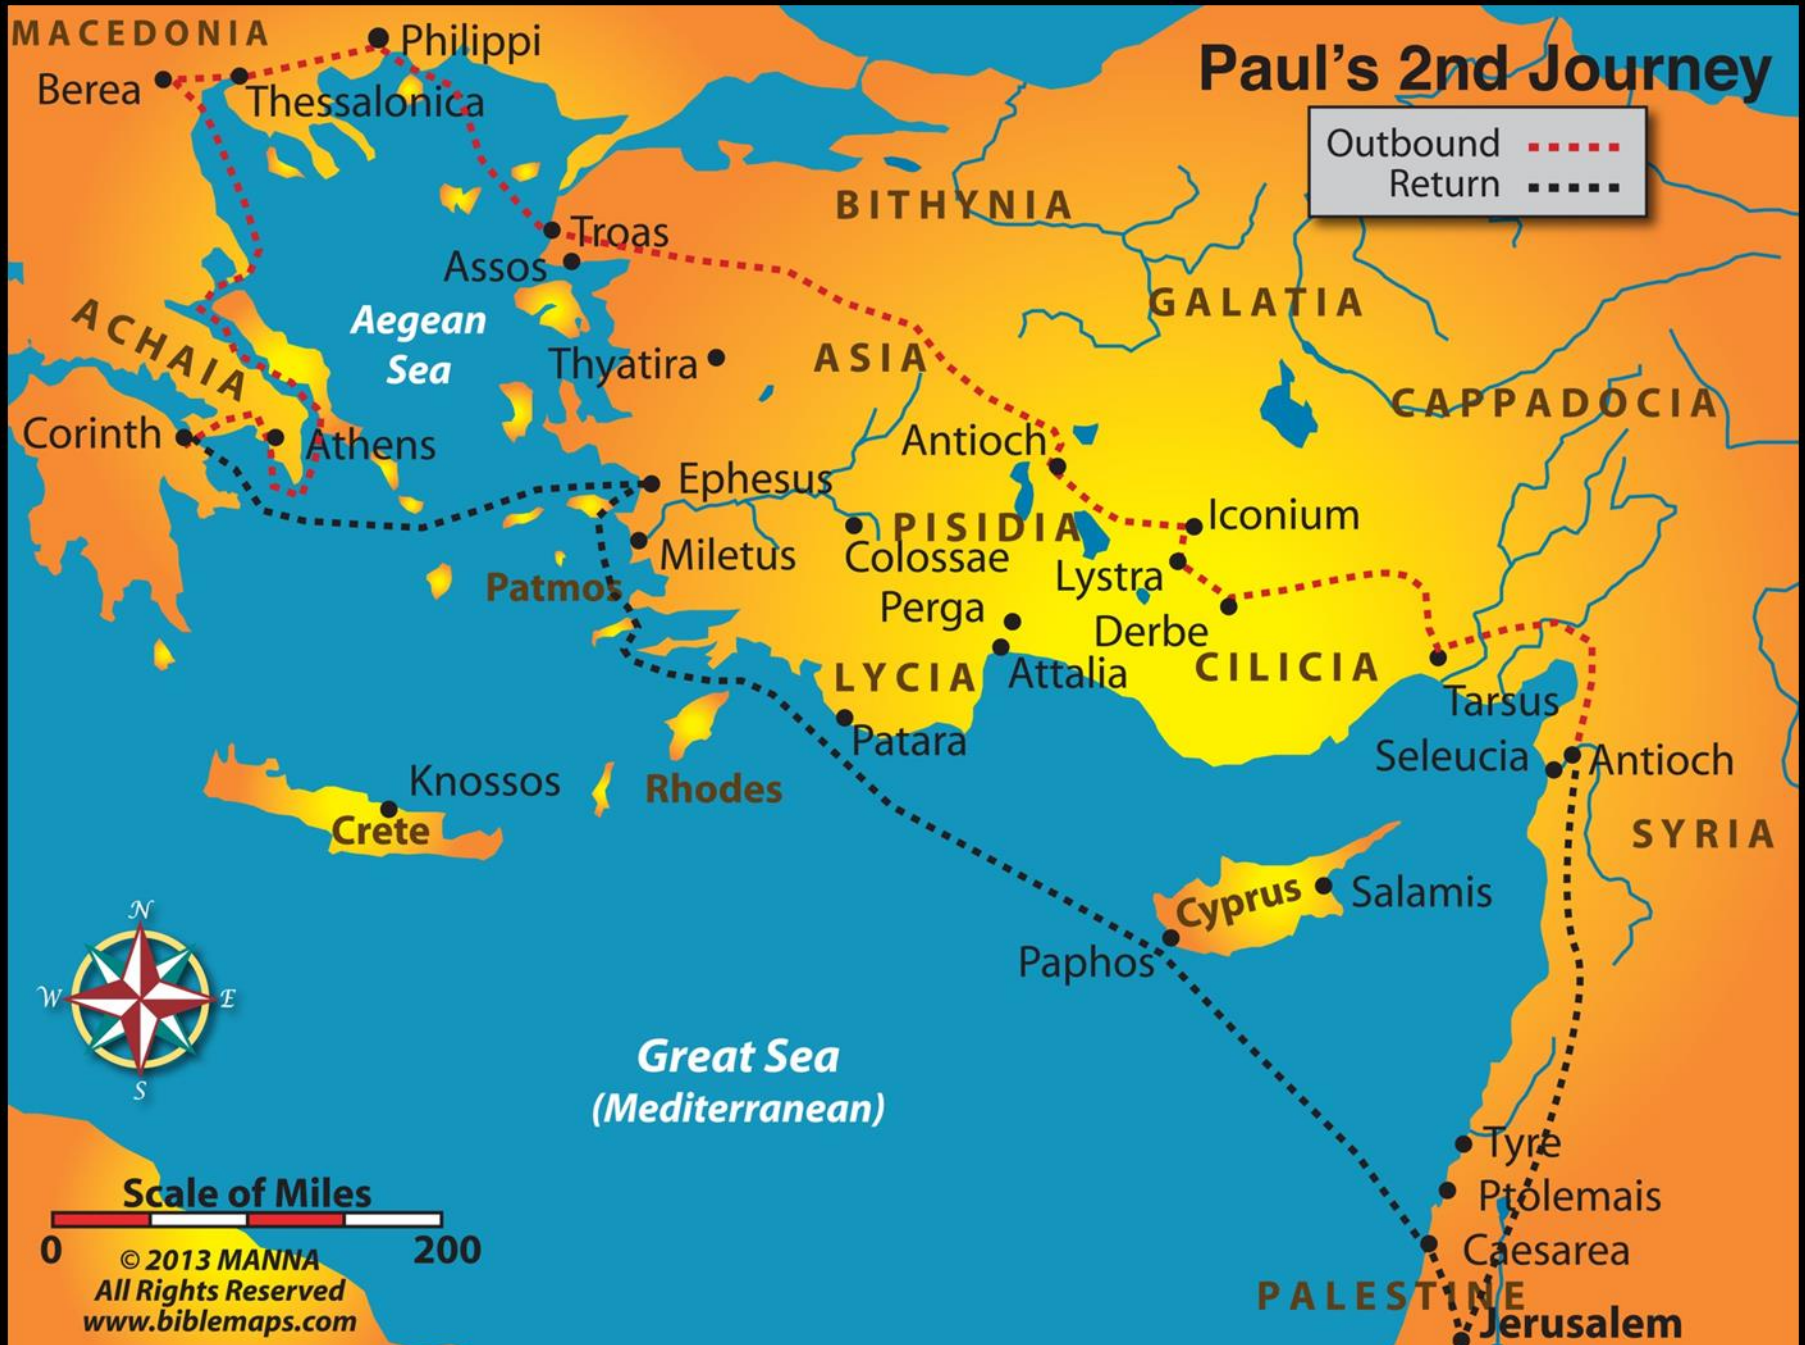 MACEDONIA
Philippi
Berea
Thessalonica
Paul's 2nd Journey
Outbound
Return
BITHYNIA
Troas
Assos
GALATIA
ACHAIA
Aegean
Sea
Thyatira
ASIA
CAPPADOCIA
Corinth
Athens
Antioch
Ephesus
Iconium
PISIDIA
Miletus
Colossae
Lystra
Patmos
Perga
Derbe
LYCIA
Attalia
CILICIA
Tarsus
Patara
Seleucia
Antioch
Knossos
Rhodes
Crete
SYRIA
Cyprus
Salamis
N
W
E
S
Paphos
Great Sea
(Mediterranean)
Tyre
Ptolemais
Caesarea
PALESTINE
Jerusalem
Scale of Miles
0
200
© 2013 MANNA
All Rights Reserved
www.biblemaps.com